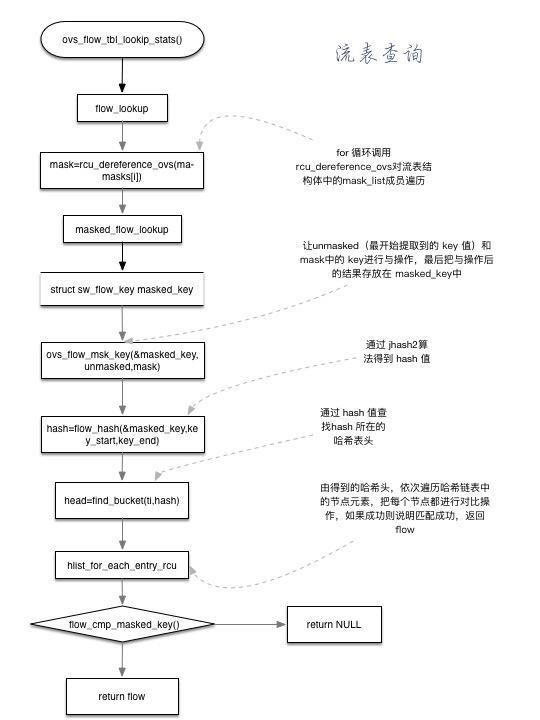 ovs_flow_tbl_lookip_stats()
流表查询
flow_lookup
mask=rcu_dereference_ovs(ma-
masks[i])
for 循环调用
rcu_dereference_ovs对流表结
构体中的mask_list成员遍历
masked_flow_lookup
让unmasked（最开始提取到的 key 值）和
mask中的 key进行与操作，最后把与操作后
的结果存放在 masked_key中
struct sw_flow_key masked_key
ovs_flow_msk_key(&masked_key,
unmasked,mask)
通过 jhash2算
法得到 hash 值
hash=flow_hash(&masked_key,ke
y_start,key_end)
通过 hash 值查
找hash 所在的
哈希表头
head=find_bucket(ti,hash)
由得到的哈希头，依次遍历哈希链表中
的节点元素，把每个节点都进行对比操
作，如果成功则说明匹配成功，返回
flow
hlist_for_each_entry_rcu
flow_cmp_masked_key()
return NULL
return flow